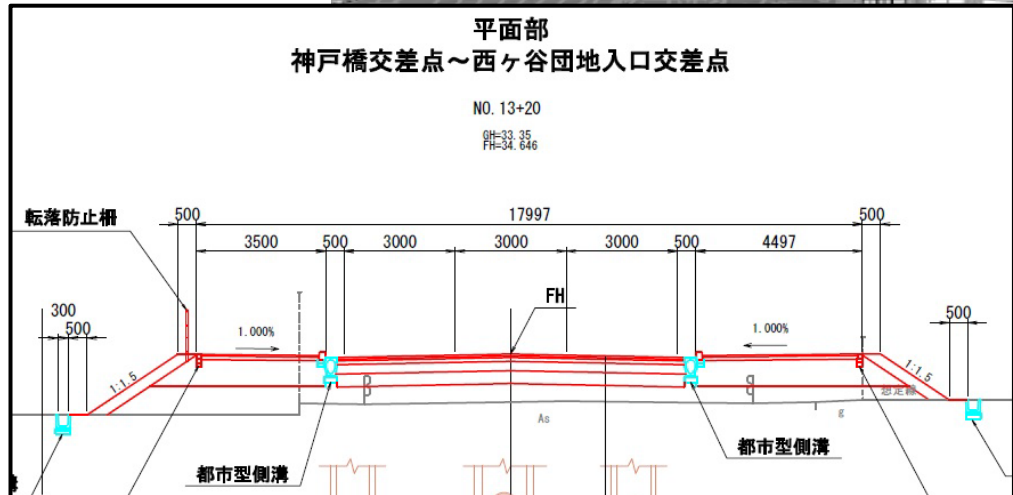 平面部
神戸橋交差点～西ヶ谷団地入口交差点
NO. 13+20
GH=33.35
FH=34.646
転落防止柵
500
17997
500
3500
500
3000
3000
3000
500
4497
FH
300
500
500
1.000%
1.000%
1:1.5
1:1.5
想定線
As
g
都市型側溝
都市型側溝